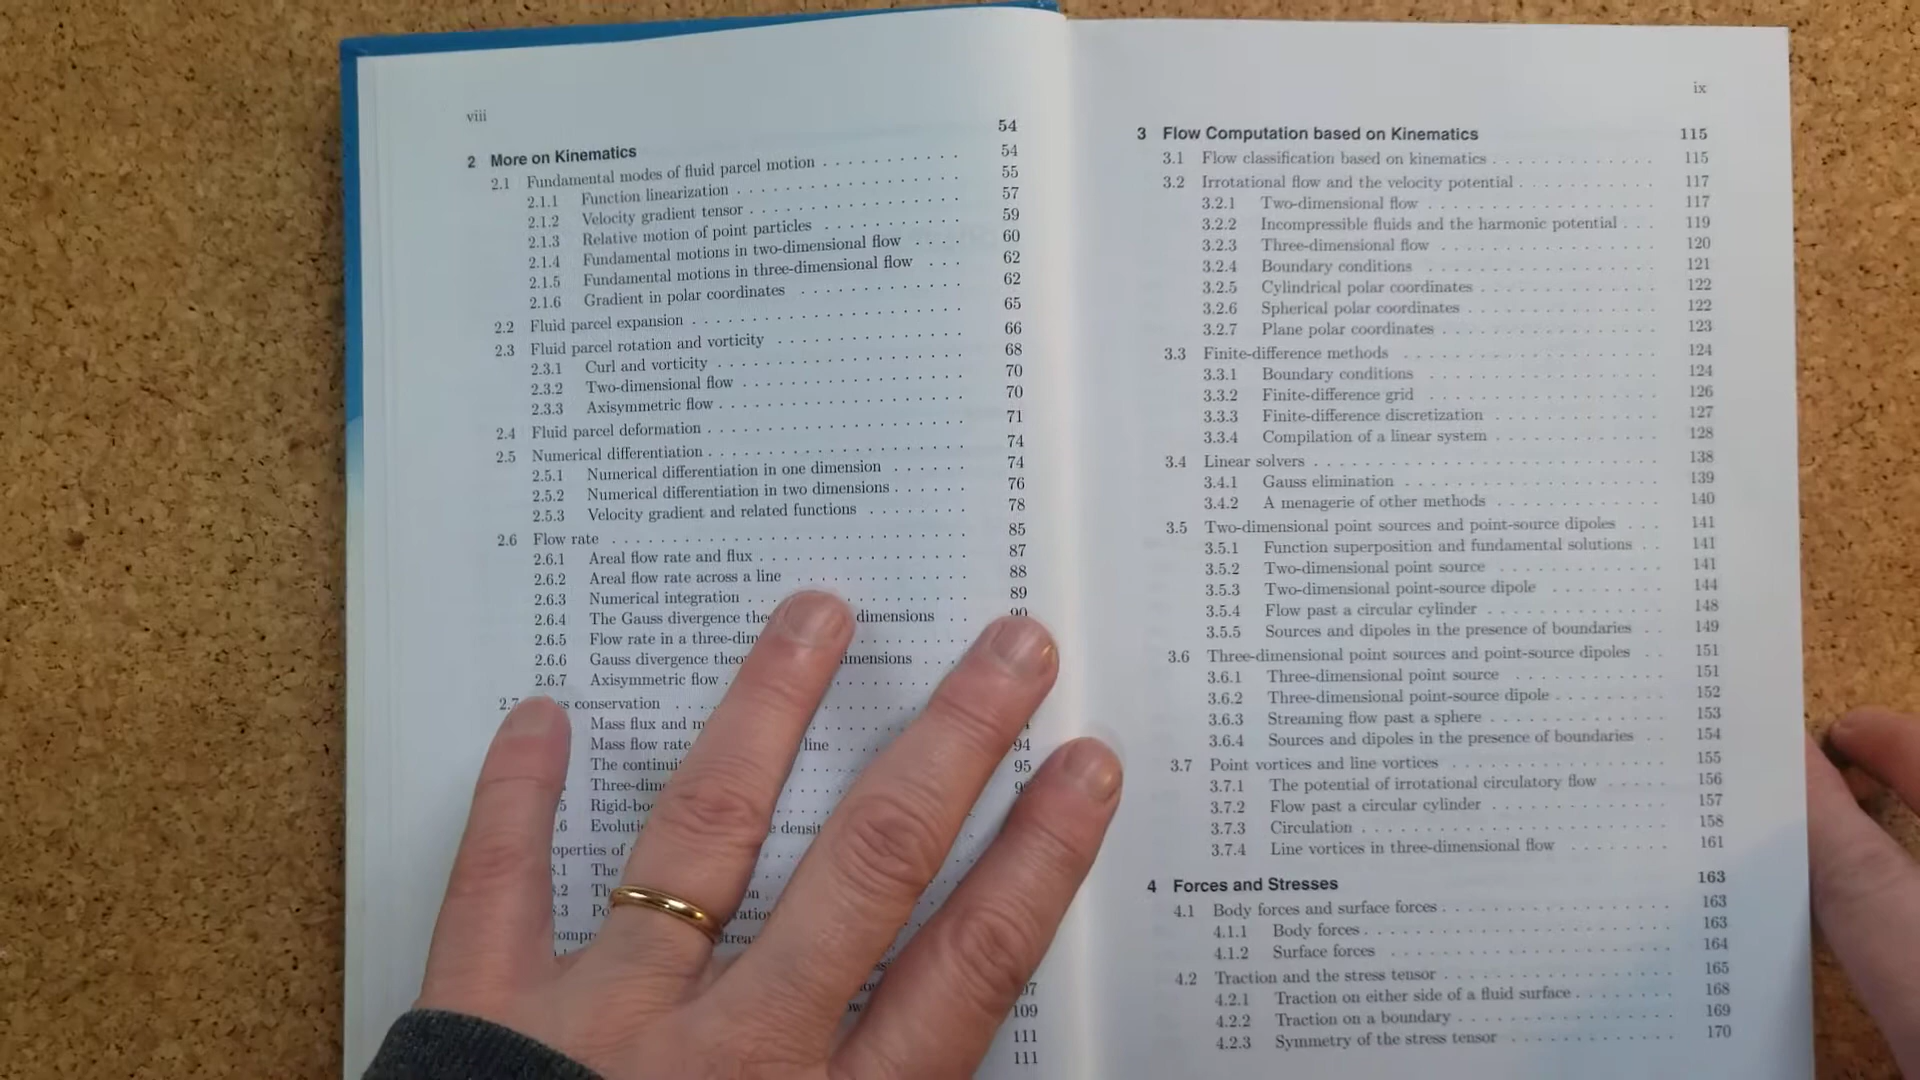 viii
2 More on Kinematics 54
2.1 Fundamental modes of fluid parcel motion . . . . . . . . . . . 54
2.1.1 Function linearization . . . . . . . . . . . . . . . . 55
2.1.2 Velocity gradient tensor . . . . . . . . . . . . . . . 57
2.1.3 Relative motion of point particles . . . . . . . . . . 59
2.1.4 Fundamental motions in two-dimensional flow . . . . 60
2.1.5 Fundamental motions in three-dimensional flow . . . 62
2.1.6 Gradient in polar coordinates . . . . . . . . . . . . 62
2.2 Fluid parcel expansion . . . . . . . . . . . . . . . . . . . 65
2.3 Fluid parcel rotation and vorticity . . . . . . . . . . . . . 66
2.3.1 Curl and vorticity . . . . . . . . . . . . . . . . . . 68
2.3.2 Two-dimensional flow . . . . . . . . . . . . . . . . 70
2.3.3 Axisymmetric flow . . . . . . . . . . . . . . . . . . 70
2.4 Fluid parcel deformation . . . . . . . . . . . . . . . . . . 71
2.5 Numerical differentiation . . . . . . . . . . . . . . . . . . 74
2.5.1 Numerical differentiation in one dimension . . . . . . 74
2.5.2 Numerical differentiation in two dimensions . . . . . 76
2.5.3 Velocity gradient and related functions . . . . . . . . 78
2.6 Flow rate . . . . . . . . . . . . . . . . . . . . . . . . . 85
2.6.1 Areal flow rate and flux . . . . . . . . . . . . . . . 87
2.6.2 Areal flow rate across a line . . . . . . . . . . . . . 88
2.6.3 Numerical integration . . . . . . . . . . . . . . . . 89
2.6.4 The Gauss divergence dimensions . . 90
2.6.5 Flow rate in a
2.6.6 Gauss divergence dimensions . . .
2.6.7 Axisymmetric flow .
conservation . . . .
Mass flux and
Mass flow rate line . . . . 94
The 95
densit
operties of
The
stream
109
111
111
ix
3 Flow Computation based on Kinematics 115
3.1 Flow classification based on kinematics . . . . . . . . . . . . . 115
3.2 Irrotational flow and the velocity potential . . . . . . . . . . . 117
3.2.1 Two-dimensional flow . . . . . . . . . . . . . . . . 117
3.2.2 Incompressible fluids and the harmonic potential . . . 119
3.2.3 Three-dimensional flow . . . . . . . . . . . . . . . . 120
3.2.4 Boundary conditions . . . . . . . . . . . . . . . . . 121
3.2.5 Cylindrical polar coordinates . . . . . . . . . . . . . 122
3.2.6 Spherical polar coordinates . . . . . . . . . . . . . . 122
3.2.7 Plane polar coordinates . . . . . . . . . . . . . . . . 123
3.3 Finite-difference methods . . . . . . . . . . . . . . . . . . 124
3.3.1 Boundary conditions . . . . . . . . . . . . . . . . . 124
3.3.2 Finite-difference grid . . . . . . . . . . . . . . . . . 126
3.3.3 Finite-difference discretization . . . . . . . . . . . . 127
3.3.4 Compilation of a linear system . . . . . . . . . . . . 128
3.4 Linear solvers . . . . . . . . . . . . . . . . . . . . . . . 138
3.4.1 Gauss elimination . . . . . . . . . . . . . . . . . . 139
3.4.2 A menagerie of other methods . . . . . . . . . . . . 140
3.5 Two-dimensional point sources and point-source dipoles . . . 141
3.5.1 Function superposition and fundamental solutions . . 141
3.5.2 Two-dimensional point source . . . . . . . . . . . . 141
3.5.3 Two-dimensional point-source dipole . . . . . . . . . 144
3.5.4 Flow past a circular cylinder . . . . . . . . . . . . . 148
3.5.5 Sources and dipoles in the presence of boundaries . . 149
3.6 Three-dimensional point sources and point-source dipoles . . 151
3.6.1 Three-dimensional point source . . . . . . . . . . . 151
3.6.2 Three-dimensional point-source dipole . . . . . . . . 152
3.6.3 Streaming flow past a sphere . . . . . . . . . . . . . 153
3.6.4 Sources and dipoles in the presence of boundaries . . 154
3.7 Point vortices and line vortices . . . . . . . . . . . . . . . 155
3.7.1 The potential of irrotational circulatory flow . . . . . 156
3.7.2 Flow past a circular cylinder . . . . . . . . . . . . . 157
3.7.3 Circulation . . . . . . . . . . . . . . . . . . . . . . 158
3.7.4 Line vortices in three-dimensional flow . . . . . . . . 161
4 Forces and Stresses 163
4.1 Body forces and surface forces . . . . . . . . . . . . . . . 163
4.1.1 Body forces . . . . . . . . . . . . . . . . . . . . . 163
4.1.2 Surface forces . . . . . . . . . . . . . . . . . . . . 164
4.2 Traction and the stress tensor . . . . . . . . . . . . . . . . 165
4.2.1 Traction on either side of a fluid surface . . . . . . . . 168
4.2.2 Traction on a boundary . . . . . . . . . . . . . . . . 169
4.2.3 Symmetry of the stress tensor . . . . . . . . . . . . 170